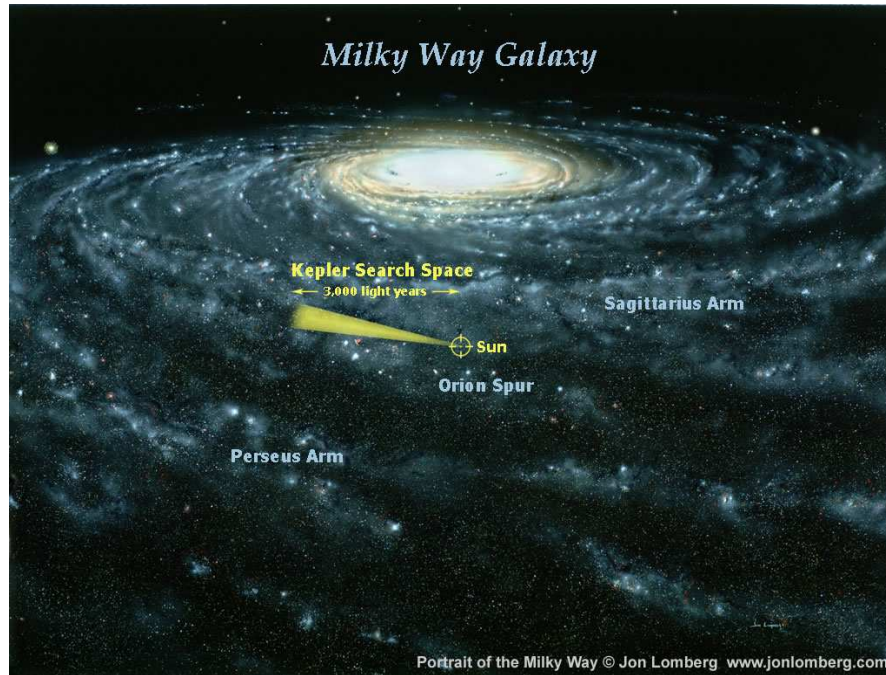 Milky Way Galaxy
Kepler Search Space
3,000 light years
Sagittarius Arm
Sun
Orion Spur
Perseus Arm
Portrait of the Milky Way © Jon Lomberg www.jonlomberg.com